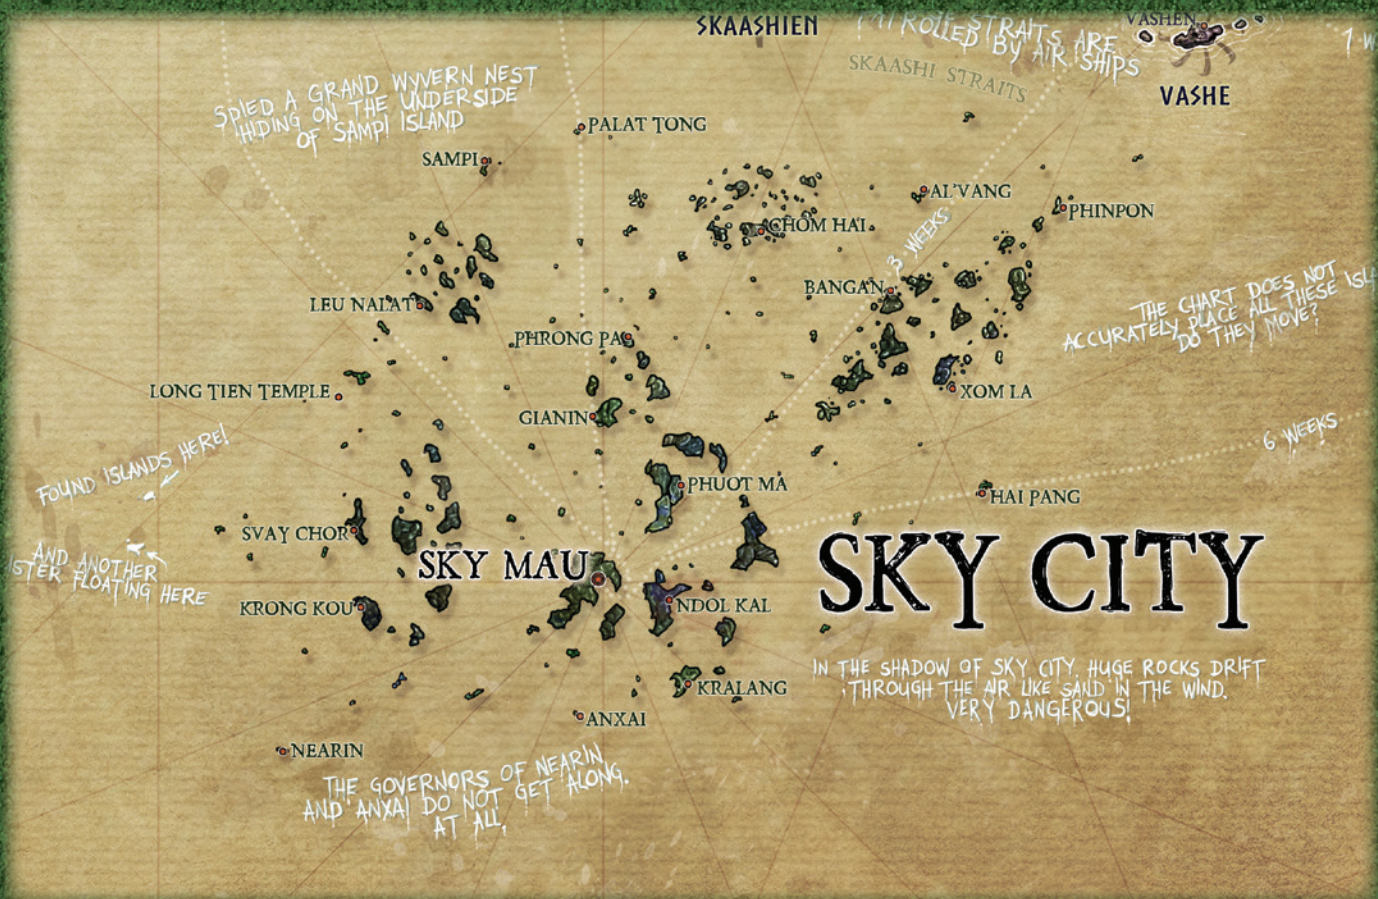 SKAASHIEN
STRAITS ARE
PATROLLED BY AIR SHIPS
VASHEN
SKAASHI STRAITS
VASHE
SPIED A GRAND WYVERN NEST
HIDING ON THE UNDERSIDE
OF SAMPI ISLAND
PALAT TONG
SAMPI
AL'VANG
PHINPON
CHOM HAI
3 WEEKS
BANGAN
THE CHART DOES NOT
ACCURATELY PLACE ALL THESE
DO THEY MOVE?
LEU NALAT
PHRONG PA
LONG TIEN TEMPLE
XOM LA
GIANIN
6 WEEKS
FOUND ISLANDS HERE!
PHUOT MA
HAI PANG
SVAY CHOR
SKY CITY
AND ANOTHER
FLOATING HERE
SKY MAU
KRONG KOU
NDOL KAL
IN THE SHADOW OF SKY CITY, HUGE ROCKS DRIFT
THROUGH THE AIR LIKE SAND IN THE WIND.
VERY DANGEROUS!
KRALANG
ANXAI
NEARIN
THE GOVERNORS OF NEARIN
AND ANXAI DO NOT GET ALONG.
AT ALL.